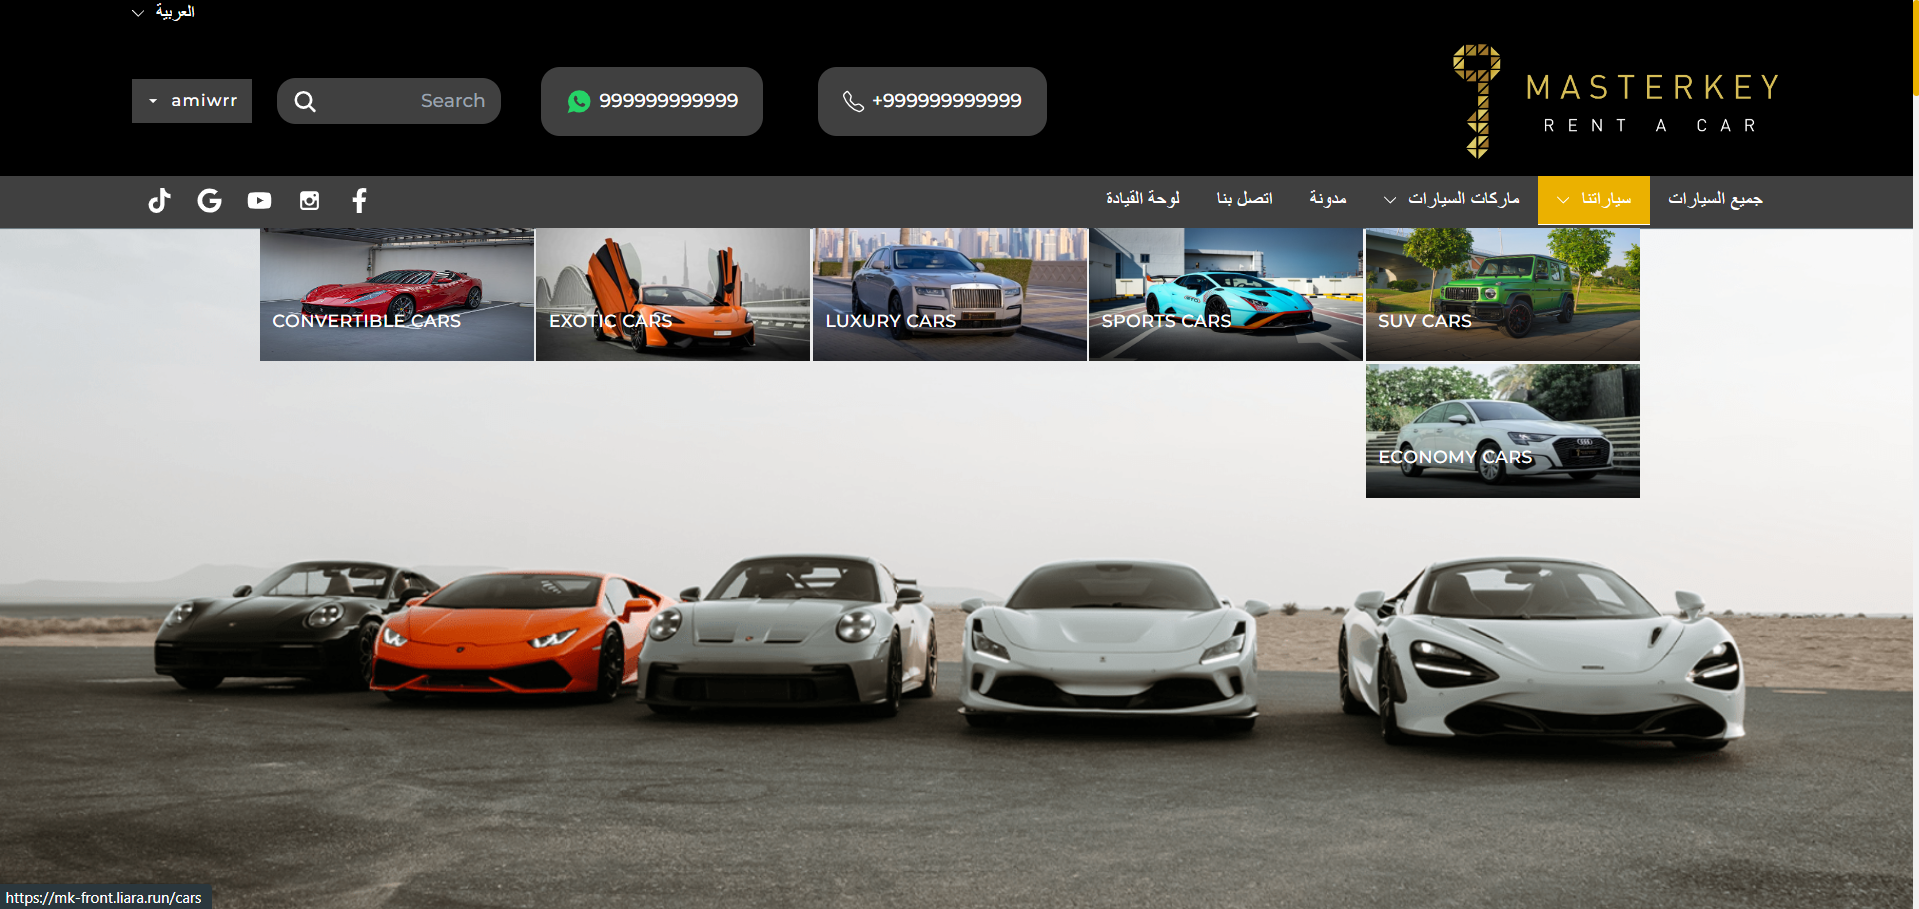 العربية
MASTERKEY
RENT A CAR
+999999999999
999999999999
Search
amiwrr
جميع السيارات
سياراتنا
ماركات السيارات
مدونة
اتصل بنا
لوحة القيادة
SUV CARS
SPORTS CARS
LUXURY CARS
EXOTIC CARS
CONVERTIBLE CARS
ECONOMY CARS
https://mk-front.liara.run/cars